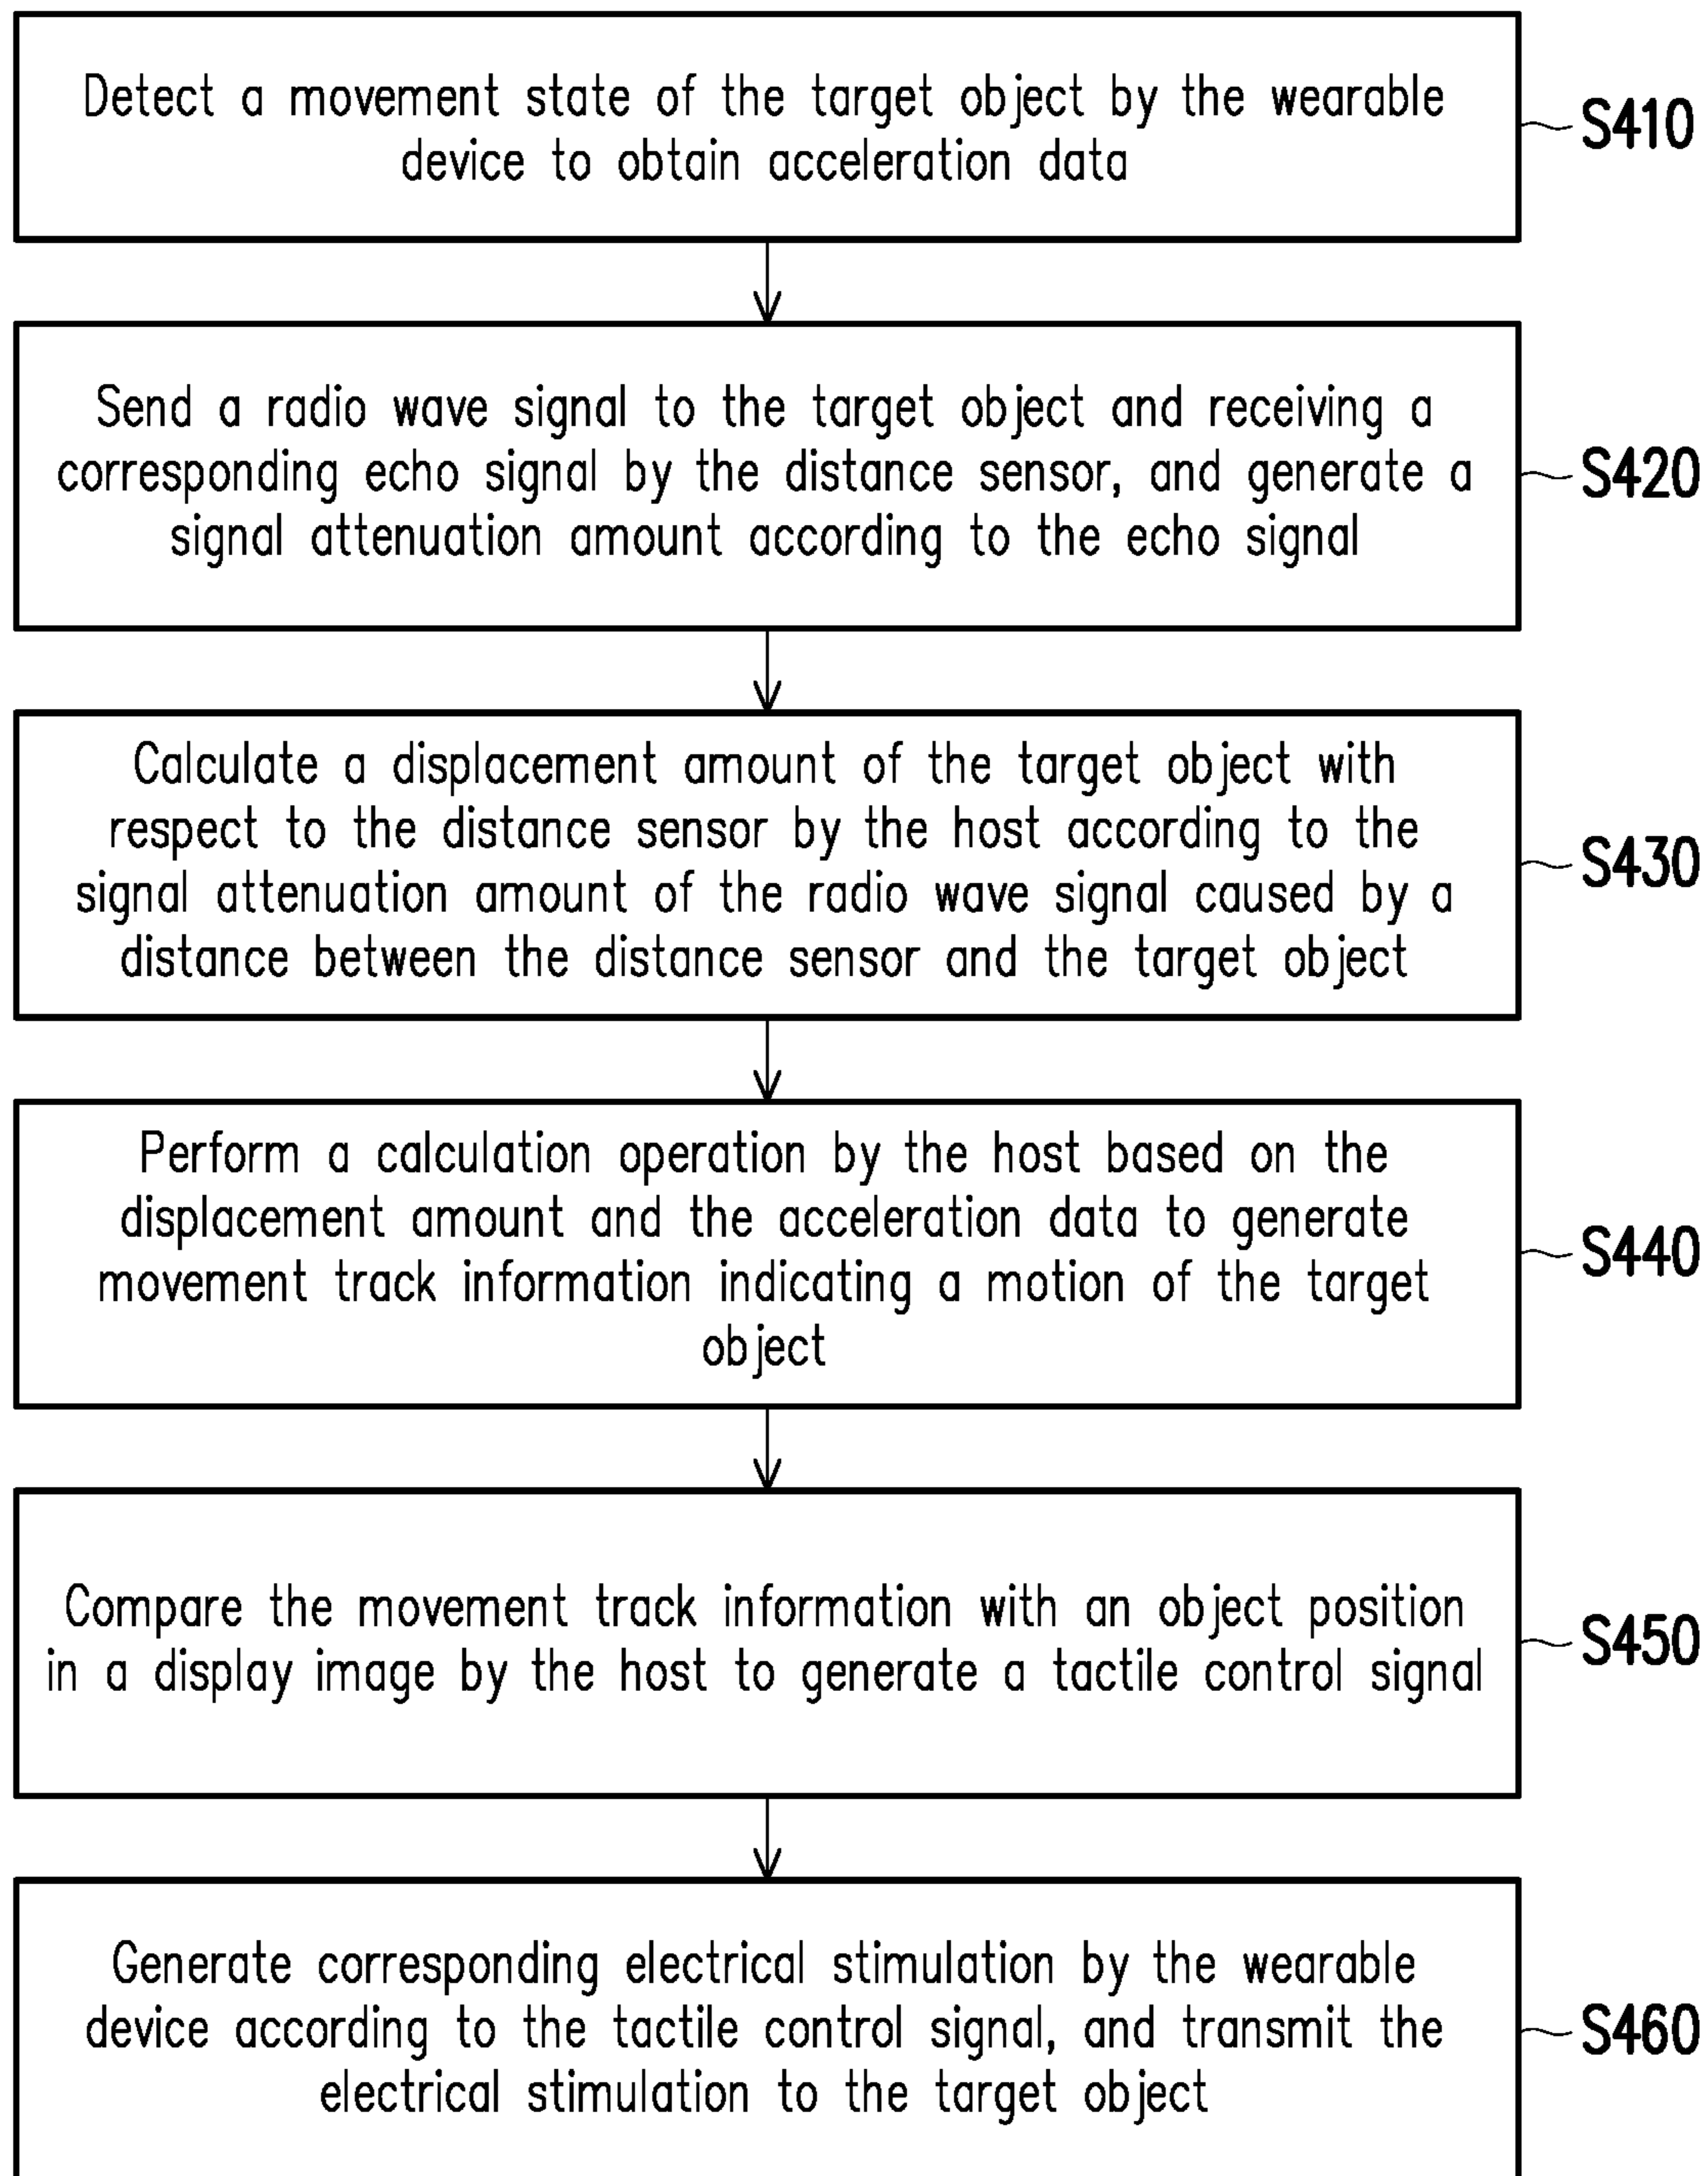 Detect a movement state of the target object by the wearable
device to obtain acceleration data
S410
Send a radio wave signal to the target object and receiving a
corresponding echo signal by the distance sensor, and generate a
signal attenuation amount according to the echo signal
S420
Calculate a displacement amount of the target object with
respect to the distance sensor by the host according to the
signal attenuation amount of the radio wave signal caused by a
distance between the distance sensor and the target object
S430
Perform a calculation operation by the host based on the
displacement amount and the acceleration data to generate
movement track information indicating a motion of the target
object
S440
Compare the movement track information with an object position
in a display image by the host to generate a tactile control signal
S450
Generate corresponding electrical stimulation by the wearable
device according to the tactile control signal, and transmit the
electrical stimulation to the target object
S460